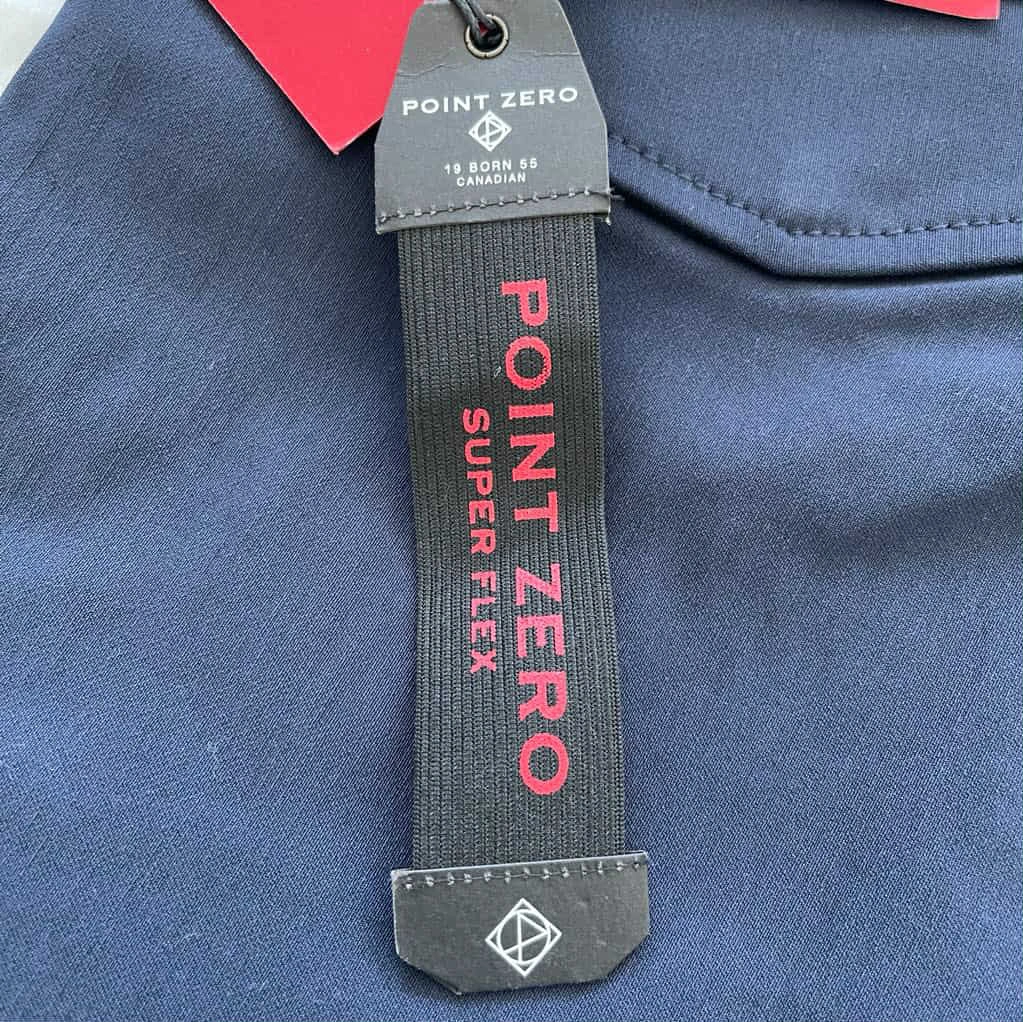 POINT ZERO
19 BORN 55
CANADIAN
POINT ZERO
SUPER FLEX